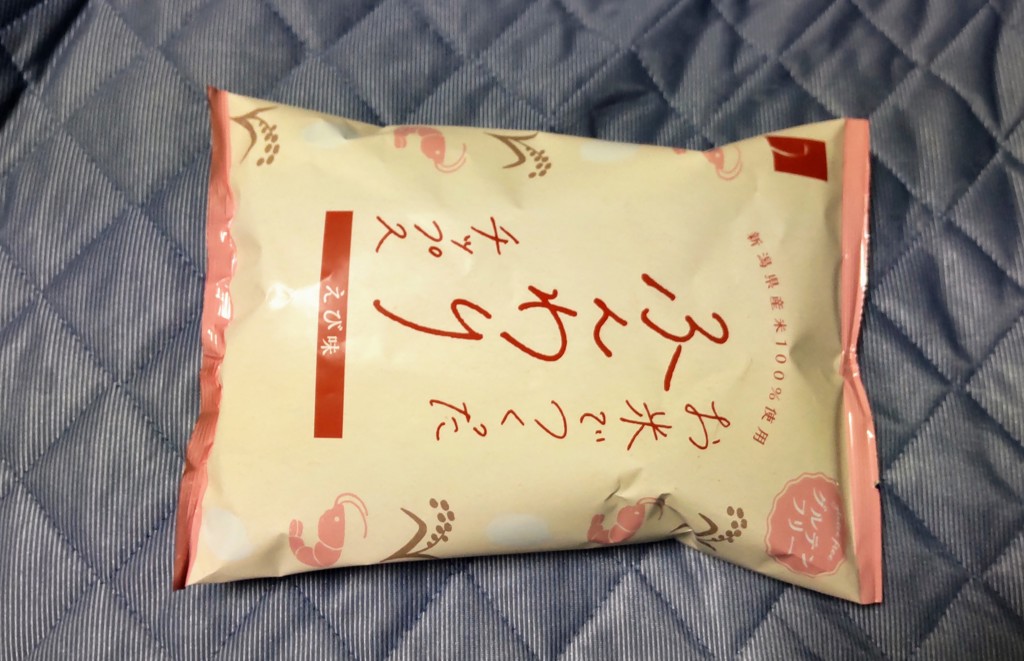 新潟県産米100%使用
お米でつくった
ふんわり
チップス
えび味
グルテン
フリー